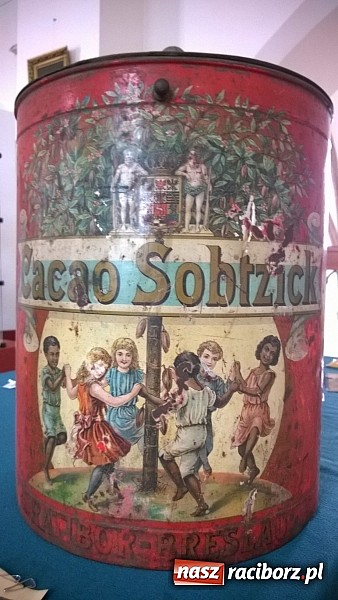 Cacao Sobtzick
RATIBOR-BRESLAU
nasz raciborz.pl